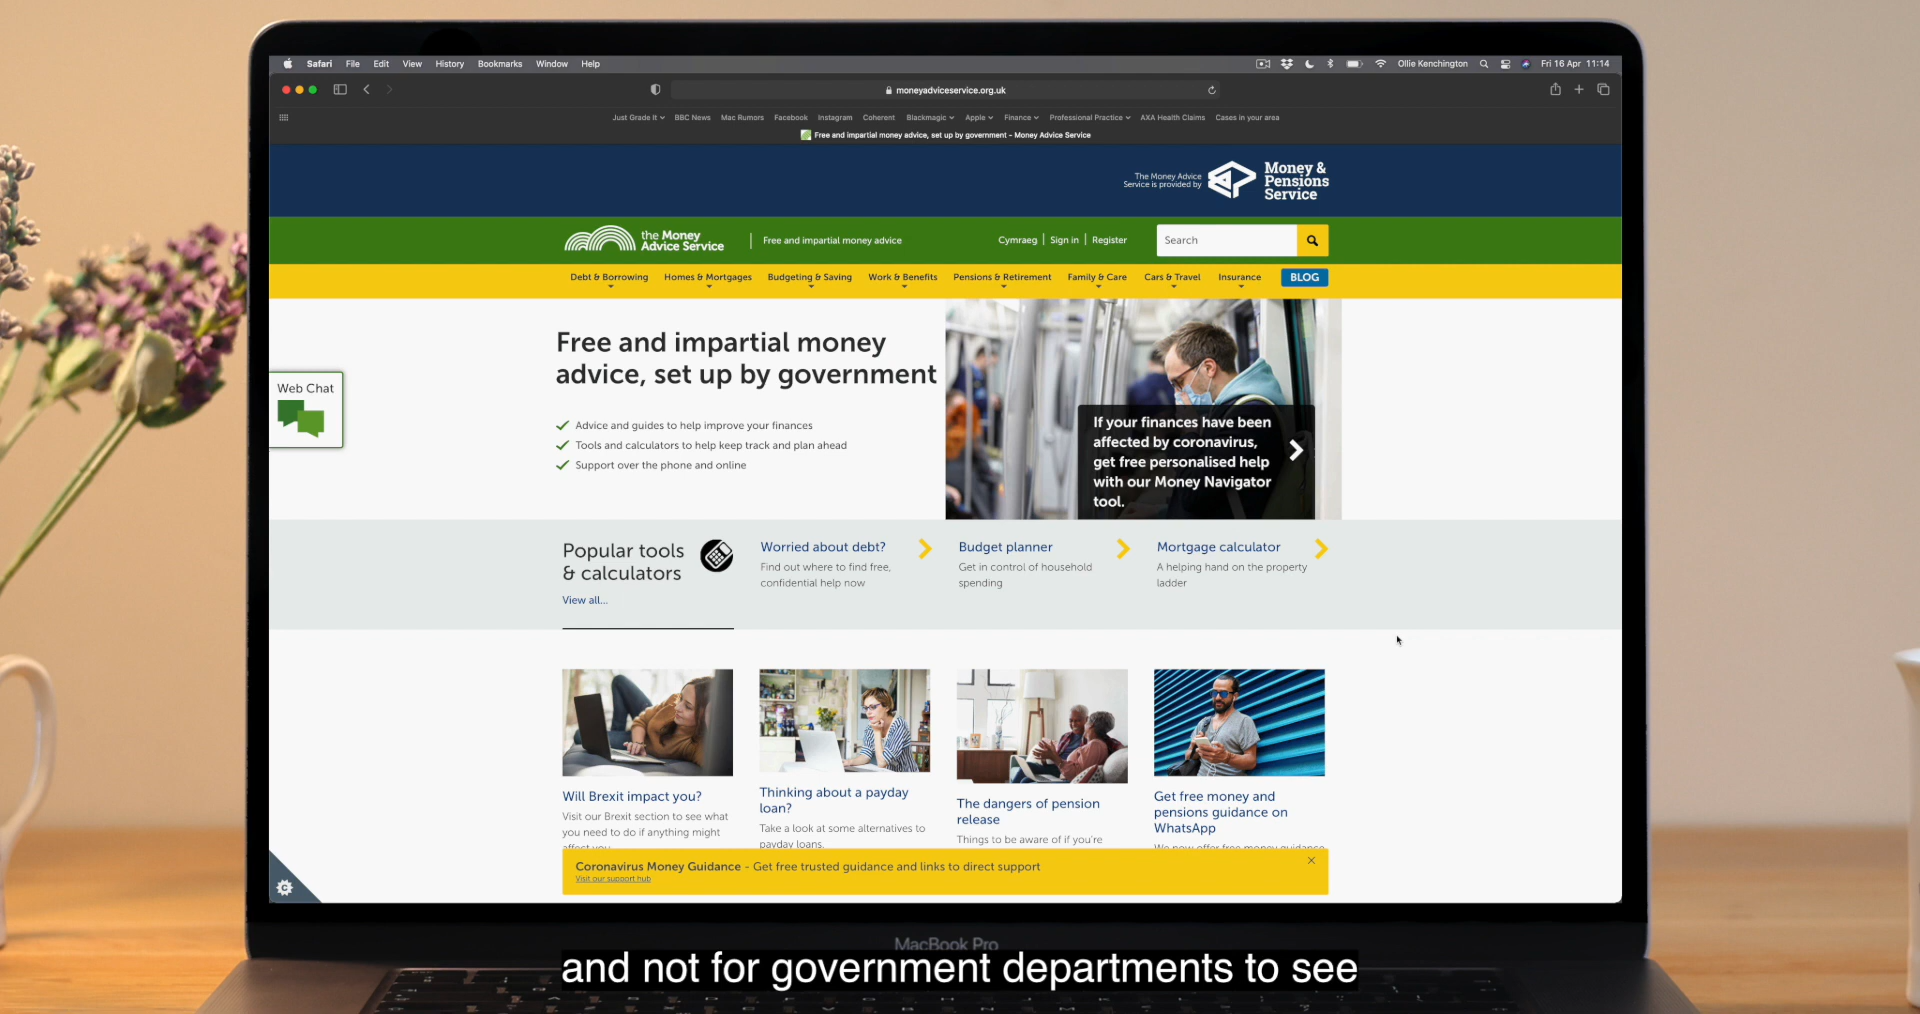 Safari File Edit View History Bookmarks Window Help
Ollie Kenchington Fri 16 Apr 11:14
moneyadviceservice.org.uk
Just Grade It BBC News Mac Rumors Facebook Instagram Coherent Blackmagic Apple Finance Professional Practice AXA Health Claims Cases in your area
Free and impartial money advice, set up by government - Money Advice Service
The Money Advice
Service is provided by
Money &
Pensions
Service
the Money
Advice Service
Free and impartial money advice
Cymraeg | Sign in | Register
Search
Debt & Borrowing Homes & Mortgages Budgeting & Saving Work & Benefits Pensions & Retirement Family & Care Cars & Travel Insurance BLOG
Free and impartial money
advice, set up by government
Advice and guides to help improve your finances
Tools and calculators to help keep track and plan ahead
Support over the phone and online
If your finances have been
affected by coronavirus,
get free personalised help
with our Money Navigator
tool.
Web Chat
Popular tools
& calculators
View all...
Worried about debt?
Find out where to find free,
confidential help now
Budget planner
Get in control of household
spending
Mortgage calculator
A helping hand on the property
ladder
Will Brexit impact you?
Visit our Brexit section to see what
you need to do if anything might
affect you.
Thinking about a payday
loan?
Take a look at some alternatives to
payday loans.
The dangers of pension
release
Things to be aware of if you're
Get free money and
pensions guidance on
WhatsApp
We now offer free money guidance
Coronavirus Money Guidance - Get free trusted guidance and links to direct support
Visit our support hub
MacBook Pro
and not for government departments to see